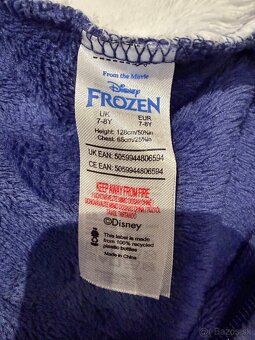 From the Movie
Disney
FROZEN
UK EUR
7-8Y 7-8Y
Height: 128cm/50½in
Chest: 65cm/25½in
UK EAN: 5059944806594
CE EAN: 5059944806594
KEEP AWAY FROM FIRE
©Disney
This label is made
from 100% recycled
plastic bottles
Made in China